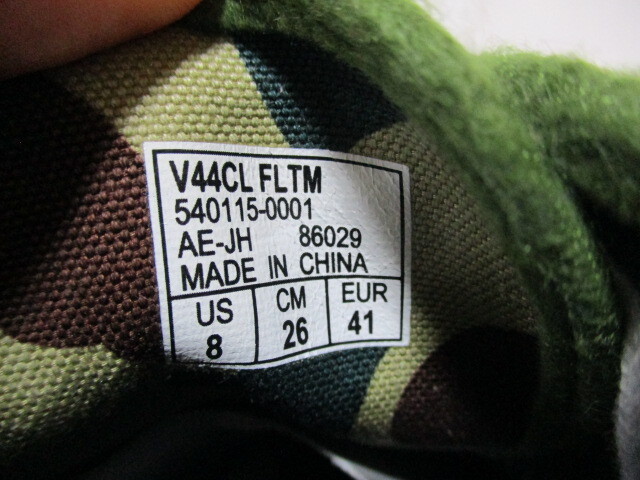 V44CL FLTM
540115-0001
AE-JH 86029
MADE IN CHINA
US CM EUR
8 26 41